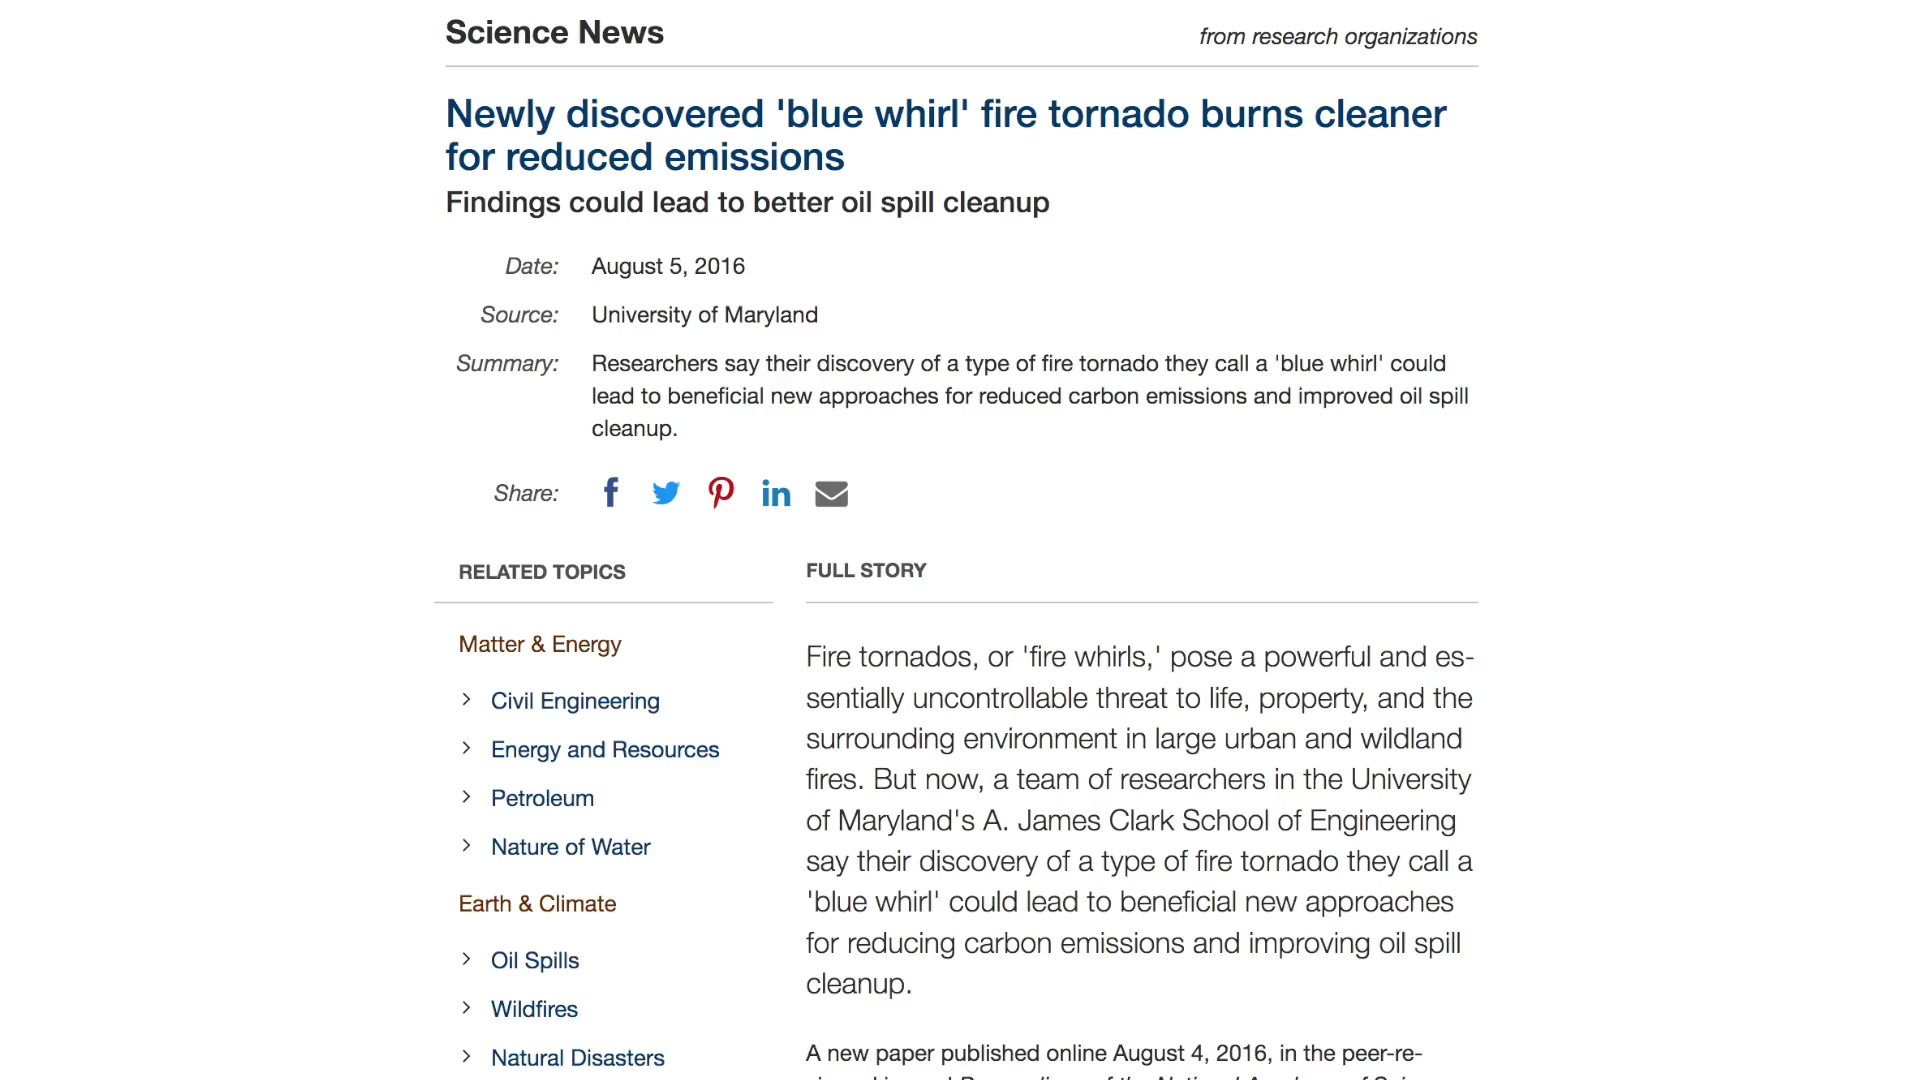 Science News
from research organizations
Newly discovered 'blue whirl' fire tornado burns cleaner
for reduced emissions
Findings could lead to better oil spill cleanup
Date: August 5, 2016
Source: University of Maryland
Summary: Researchers say their discovery of a type of fire tornado they call a 'blue whirl' could
lead to beneficial new approaches for reduced carbon emissions and improved oil spill
cleanup.
Share:
RELATED TOPICS
Matter & Energy
Civil Engineering
Energy and Resources
Petroleum
Nature of Water
Earth & Climate
Oil Spills
Wildfires
Natural Disasters
FULL STORY
Fire tornados, or 'fire whirls,' pose a powerful and es-
sentially uncontrollable threat to life, property, and the
surrounding environment in large urban and wildland
fires. But now, a team of researchers in the University
of Maryland's A. James Clark School of Engineering
say their discovery of a type of fire tornado they call a
'blue whirl' could lead to beneficial new approaches
for reducing carbon emissions and improving oil spill
cleanup.
A new paper published online August 4, 2016, in the peer-re-